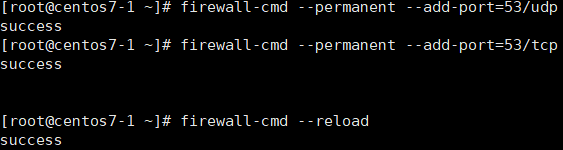 [root@centos7-1 ~]# firewall-cmd --permanent --add-port=53/udp
success
[root@centos7-1 ~]# firewall-cmd --permanent --add-port=53/tcp
success
[root@centos7-1 ~]# firewall-cmd --reload
success